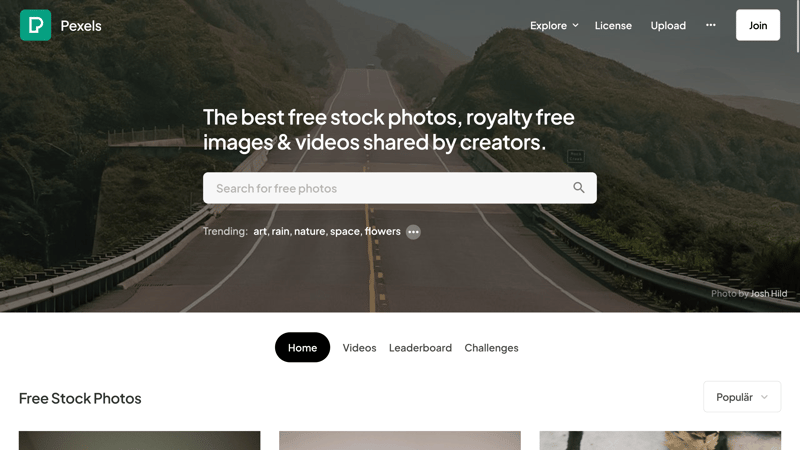 Pexels
Explore
License
Upload
Join
The best free stock photos, royalty free
images & videos shared by creators.
Search for free photos
Trending: art, rain, nature, space, flowers
Photo by Josh Hild
Home
Videos
Leaderboard
Challenges
Free Stock Photos
Populär